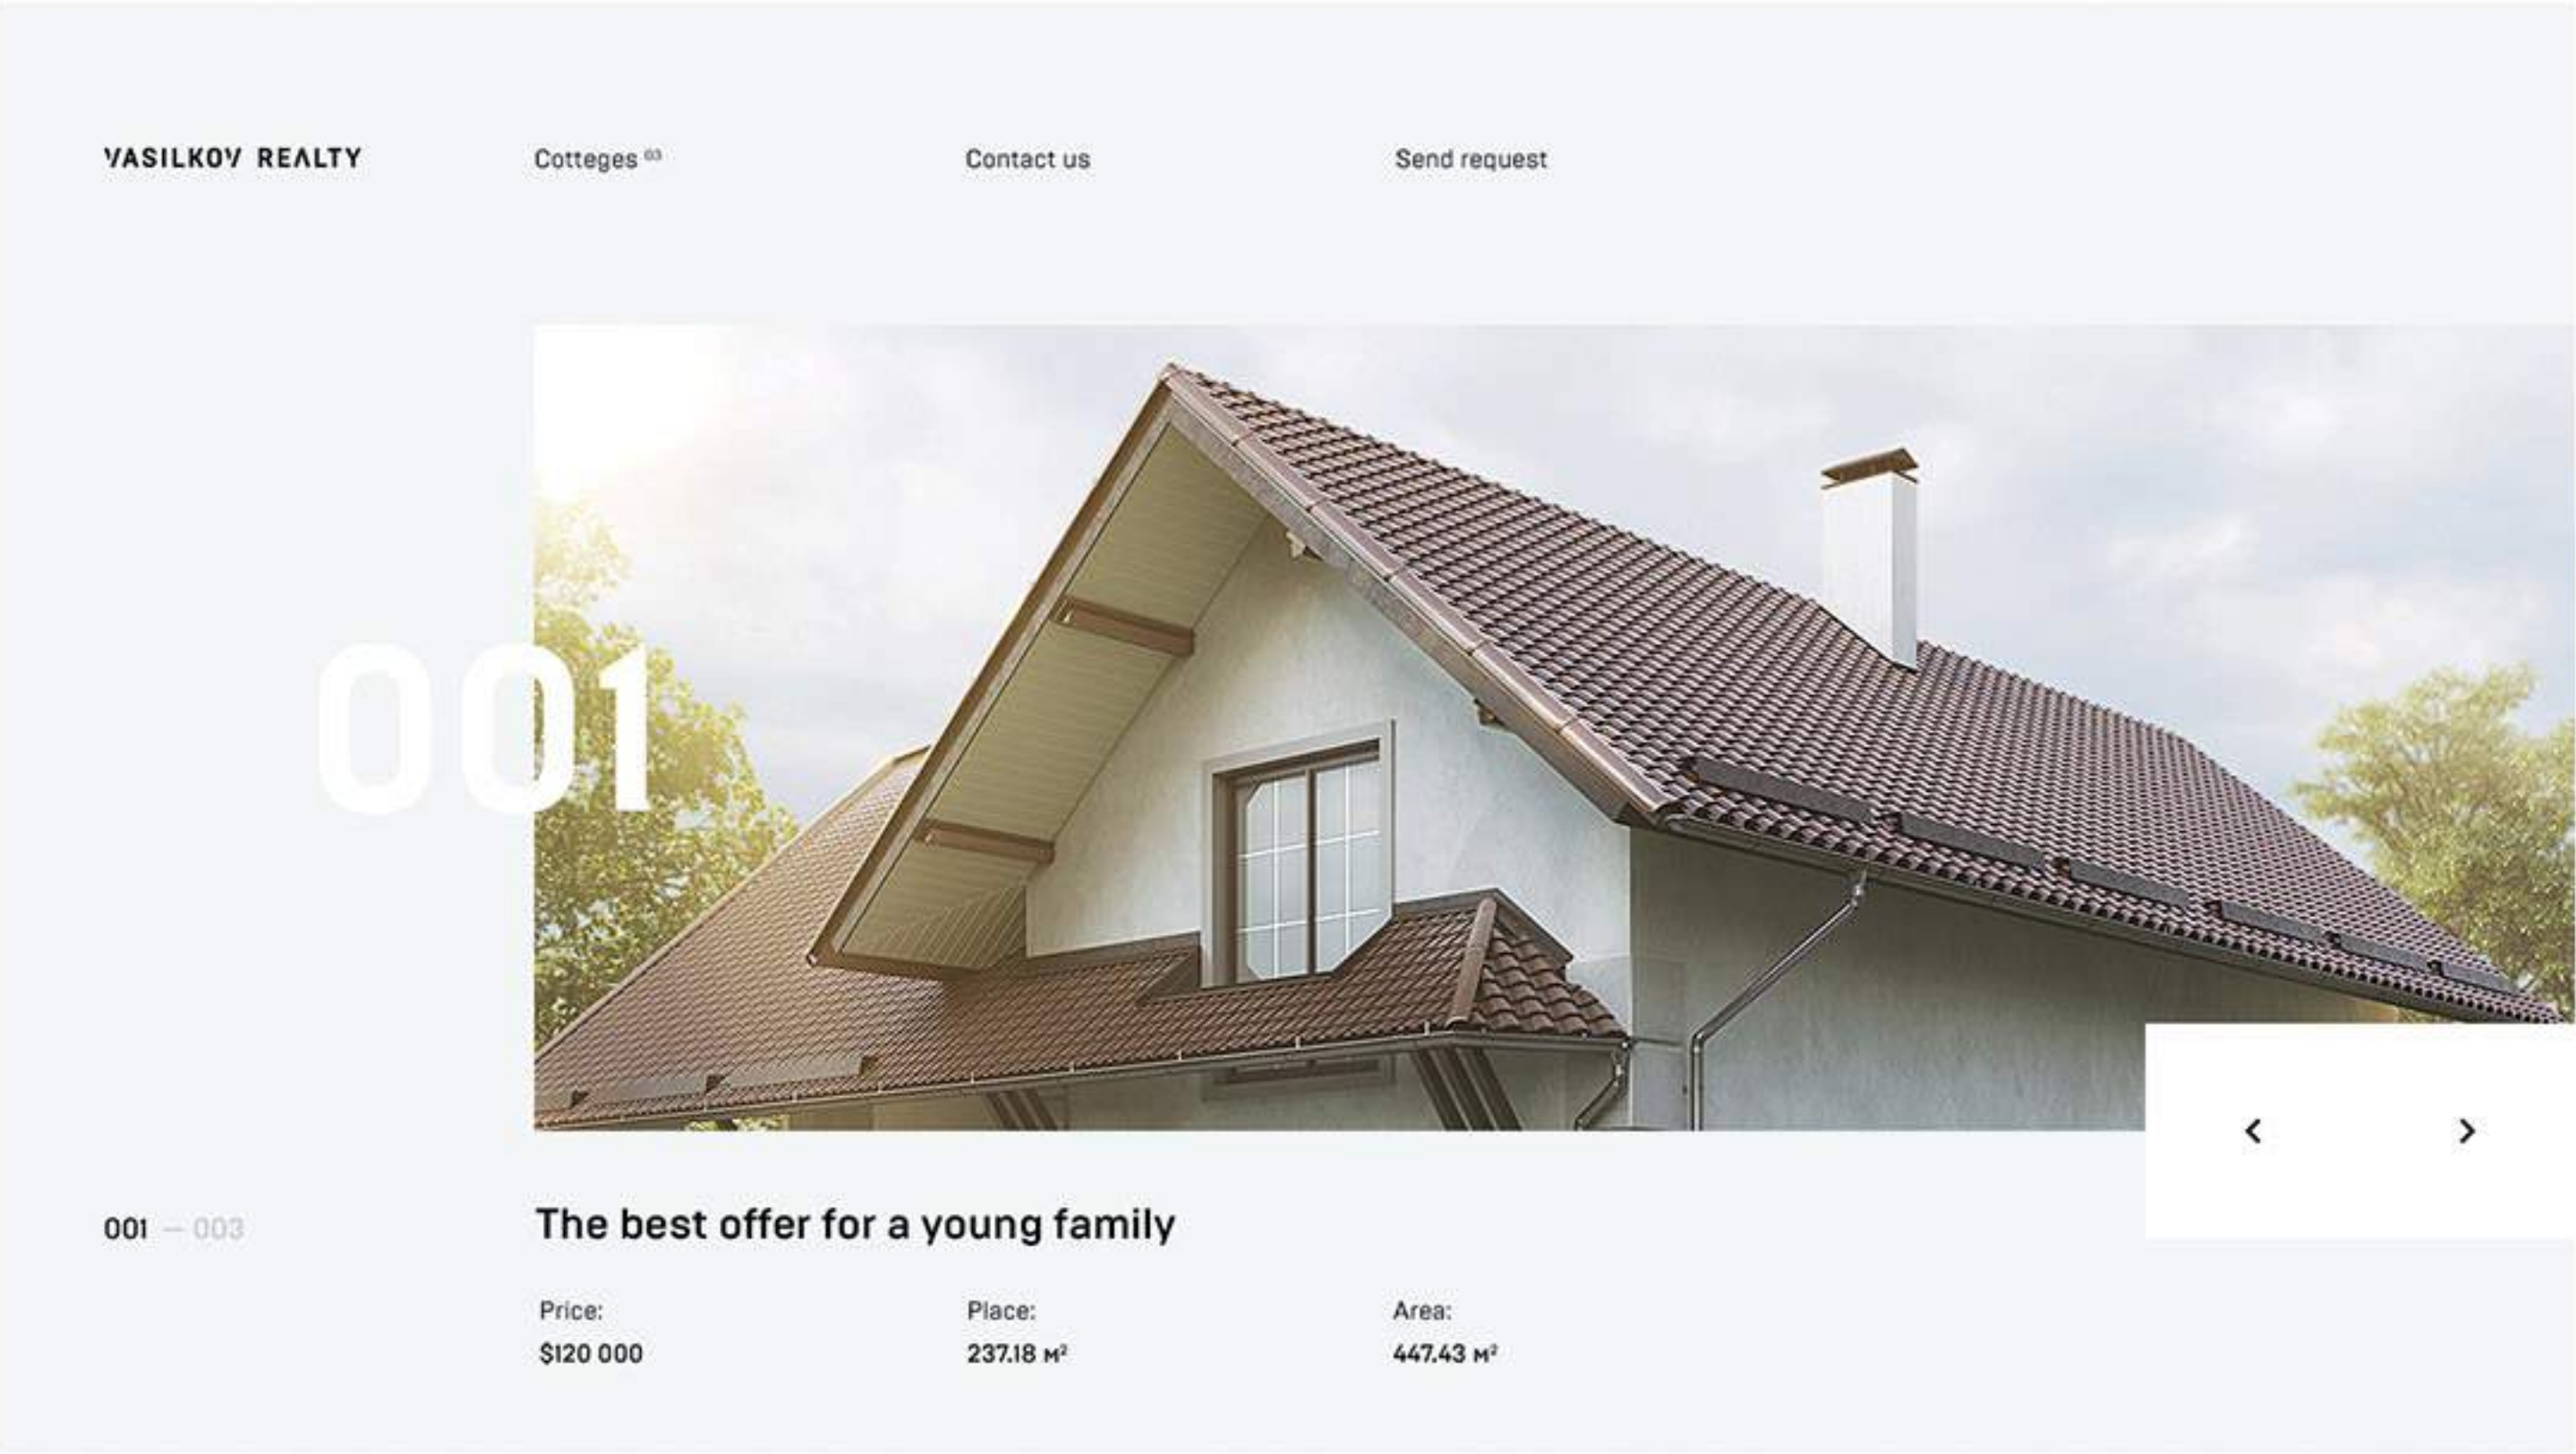 VASILKOV REALTY
Cotteges 03
Contact us
Send request
001
001 — 003
The best offer for a young family
Price:
$120 000
Place:
237.18 м²
Area:
447.43 м²